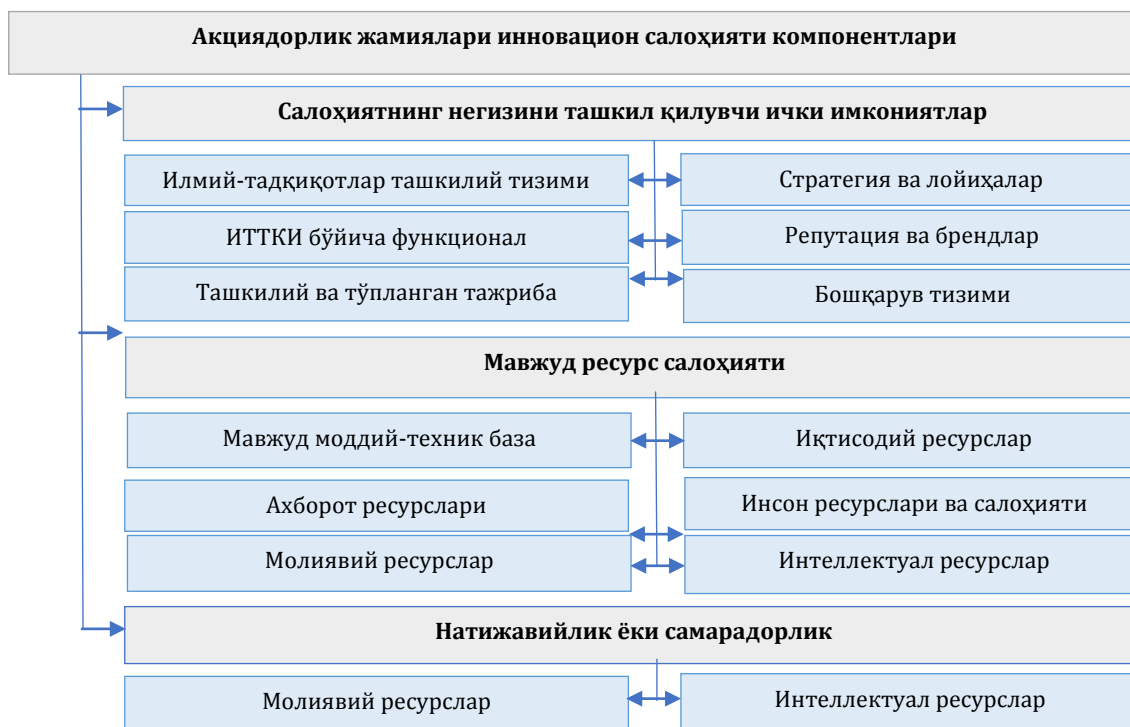 Акциядорлик жамиялари инновацион салоҳияти компонентлари
Салоҳиятнинг негизини ташкил қилувчи ички имкониятлар
Илмий-тадқиқотлар ташкилий тизими
Стратегия ва лойиҳалар
ИТТКИ бўйича функционал
Репутация ва брендлар
Ташкилий ва тўпланган тажриба
Бошқарув тизими
Мавжуд ресурс салоҳияти
Мавжуд моддий-техник база
Иқтисодий ресурслар
Ахборот ресурслари
Инсон ресурслари ва салоҳияти
Молиявий ресурслар
Интеллектуал ресурслар
Натижавийлик ёки самарадорлик
Молиявий ресурслар
Интеллектуал ресурслар